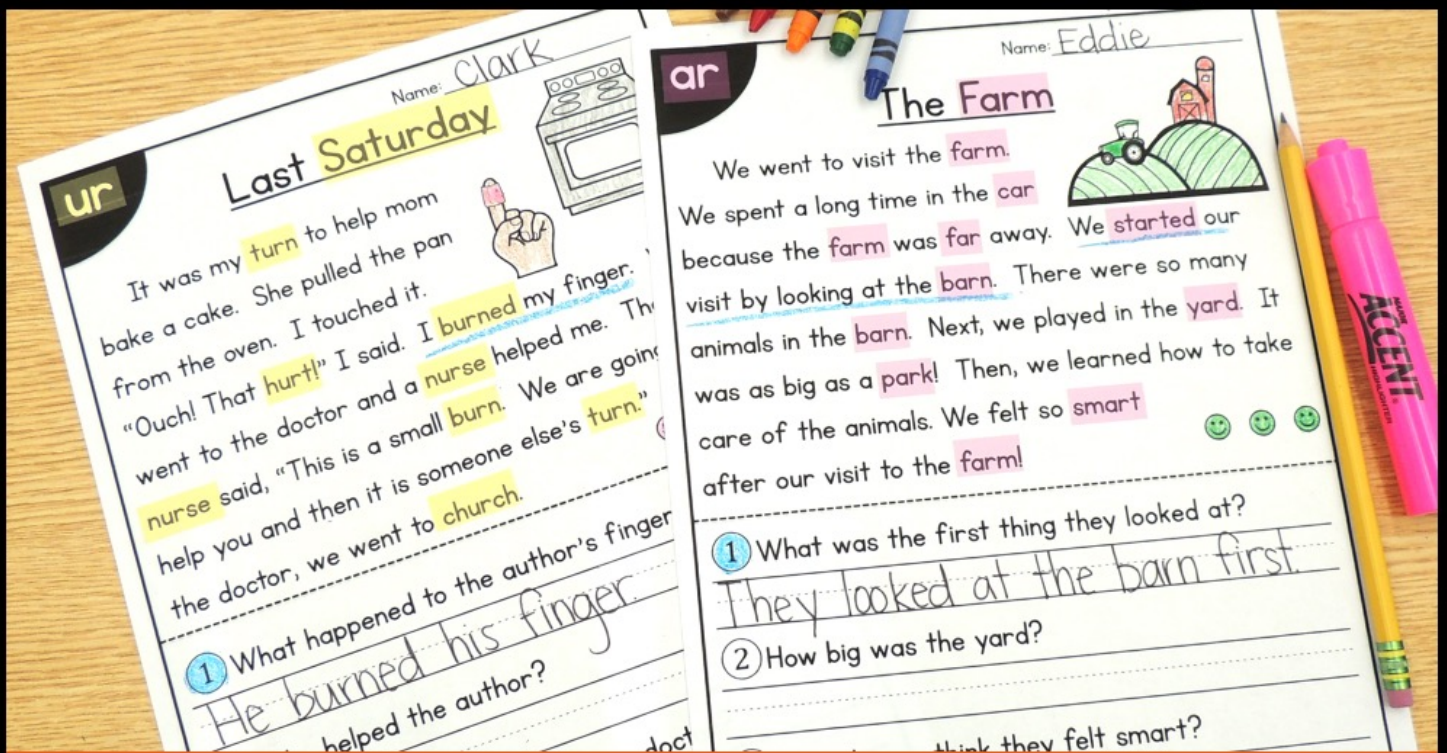 ur
Name: Clark
Last Saturday
It was my turn to help mom
bake a cake. She pulled the pan
from the oven. I touched it.
“Ouch! That hurt!” I said. I burned my finger.
went to the doctor and a nurse helped me. The
nurse said, “This is a small burn. We are going
help you and then it is someone else’s turn.”
the doctor, we went to church.
1 What happened to the author’s finger
He burned his finger.
helped the author?
doct
ar
Name: Eddie
The Farm
We went to visit the farm.
We spent a long time in the car
because the farm was far away. We started our
visit by looking at the barn. There were so many
animals in the barn. Next, we played in the yard. It
was as big as a park! Then, we learned how to take
care of the animals. We felt so smart
after our visit to the farm!
1 What was the first thing they looked at?
They looked at the barn first.
2 How big was the yard?
think they felt smart?
MAJOR
ACCENT
HIGHLIGHTER